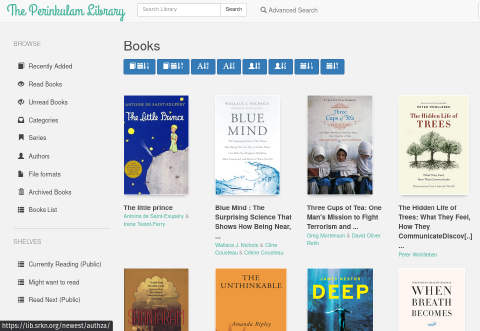 The Perinkulam Library
Search Library
Search
Advanced Search
BROWSE
Recently Added
Read Books
Unread Books
Categories
Series
Authors
File formats
Archived Books
Books List
SHELVES
Currently Reading (Public)
Might want to read
Read Next (Public)
https://lib.srkn.org/newest/authza/
Books
ANTOINE DE SAINT-EXUPÉRY
The Little Prince
WALLACE J. NICHOLS
BLUE
MIND
Three
Cups of Tea
PETER WOHLLEBEN
The Hidden Life of
TREES
The little prince
Antoine de Saint-Exupéry &
Irene Testot-Ferry
Blue Mind : The
Surprising Science That
Shows How Being Near,
or ...
Wallace J. Nichols & Cline
Cousteau & Céline Cousteau
Three Cups of Tea: One
Man's Mission to Fight
Terrorism and ...
Greg Mortenson & David Oliver
Relin
The Hidden Life of
Trees: What They Feel,
How They
CommunicateDiscov[..]
...
Peter Wohlleben
THE
UNTHINKABLE
Amanda Ripley
JAMES NESTOR
DEEP
WHEN
BREATH
BECOMES